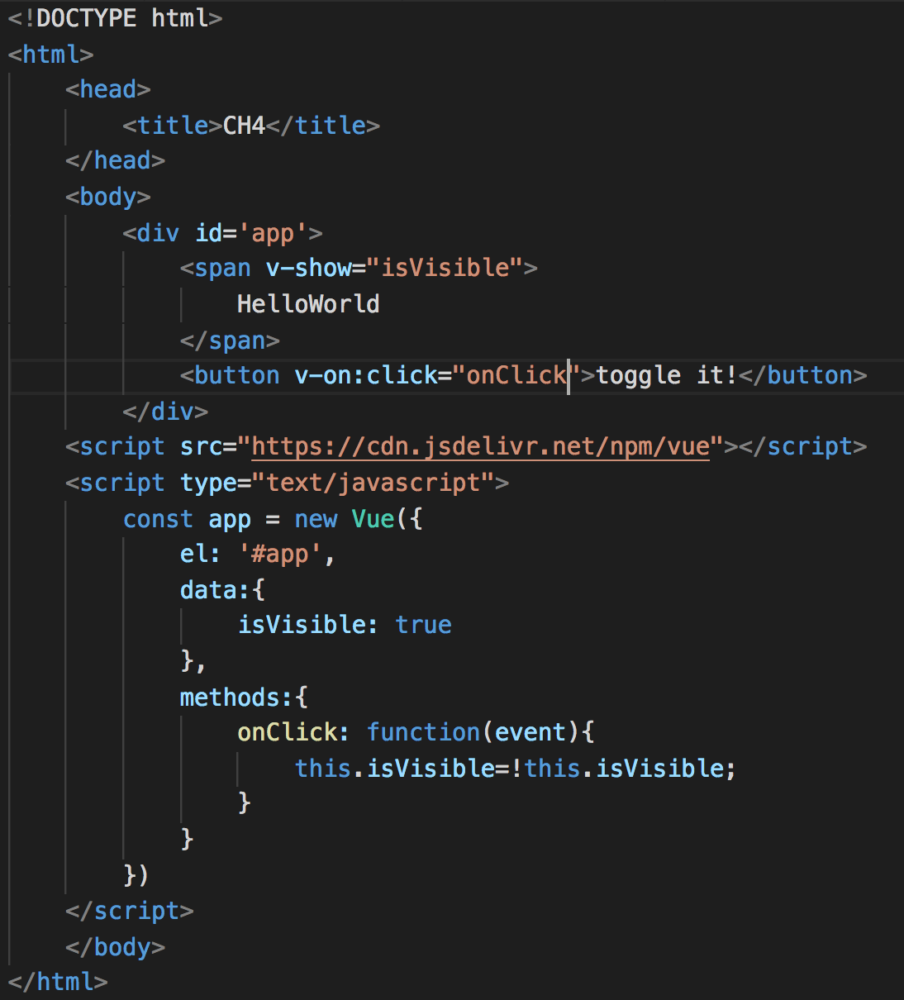 <!DOCTYPE html>
<html>
    <head>
        <title>CH4</title>
    </head>
    <body>
        <div id='app'>
            <span v-show="isVisible">
                HelloWorld
            </span>
            <button v-on:click="onClick">toggle it!</button>
        </div>
    <script src="https://cdn.jsdelivr.net/npm/vue"></script>
    <script type="text/javascript">
        const app = new Vue({
            el: '#app',
            data:{
                isVisible: true
            },
            methods:{
                onClick: function(event){
                    this.isVisible=!this.isVisible;
                }
            }
        })
    </script>
    </body>
</html>